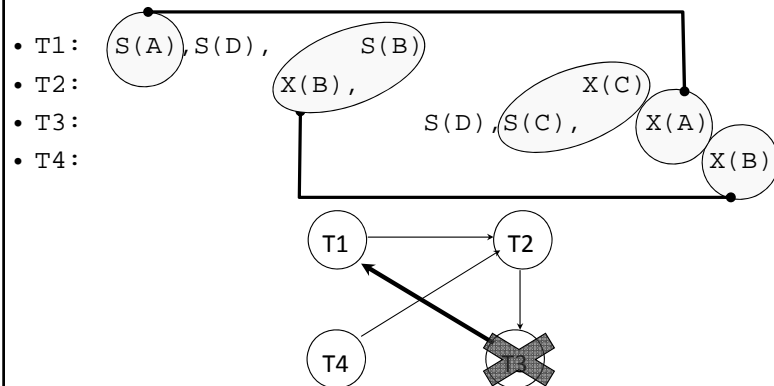 • T1: S(A),S(D), S(B)
• T2: X(B), X(C)
• T3: S(D),S(C), X(A)
• T4: X(B)
T1 T2
T4 T3